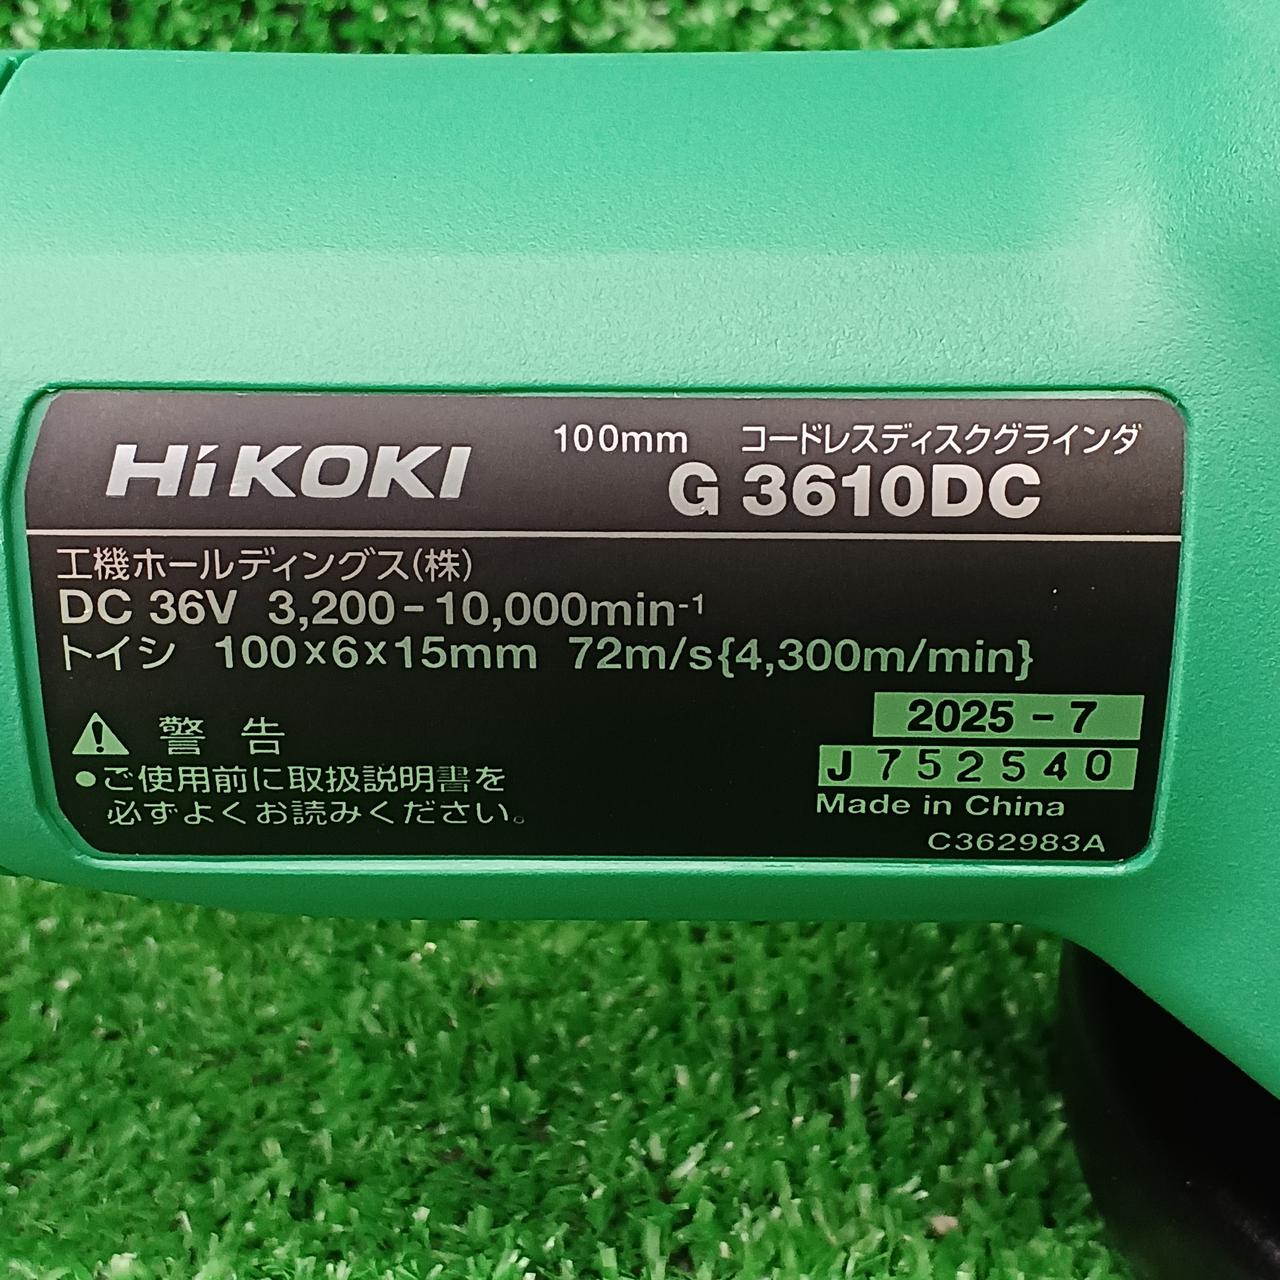 HiKOKI
100mm コードレスディスクグラインダ
G 3610DC
工機ホールディングス(株)
DC 36V 3,200-10,000min⁻¹
トイシ 100×6×15mm 72m/s{4,300m/min}
2025-7
J752540
Made in China
C362983A
警告
●ご使用前に取扱説明書を
必ずよくお読みください。